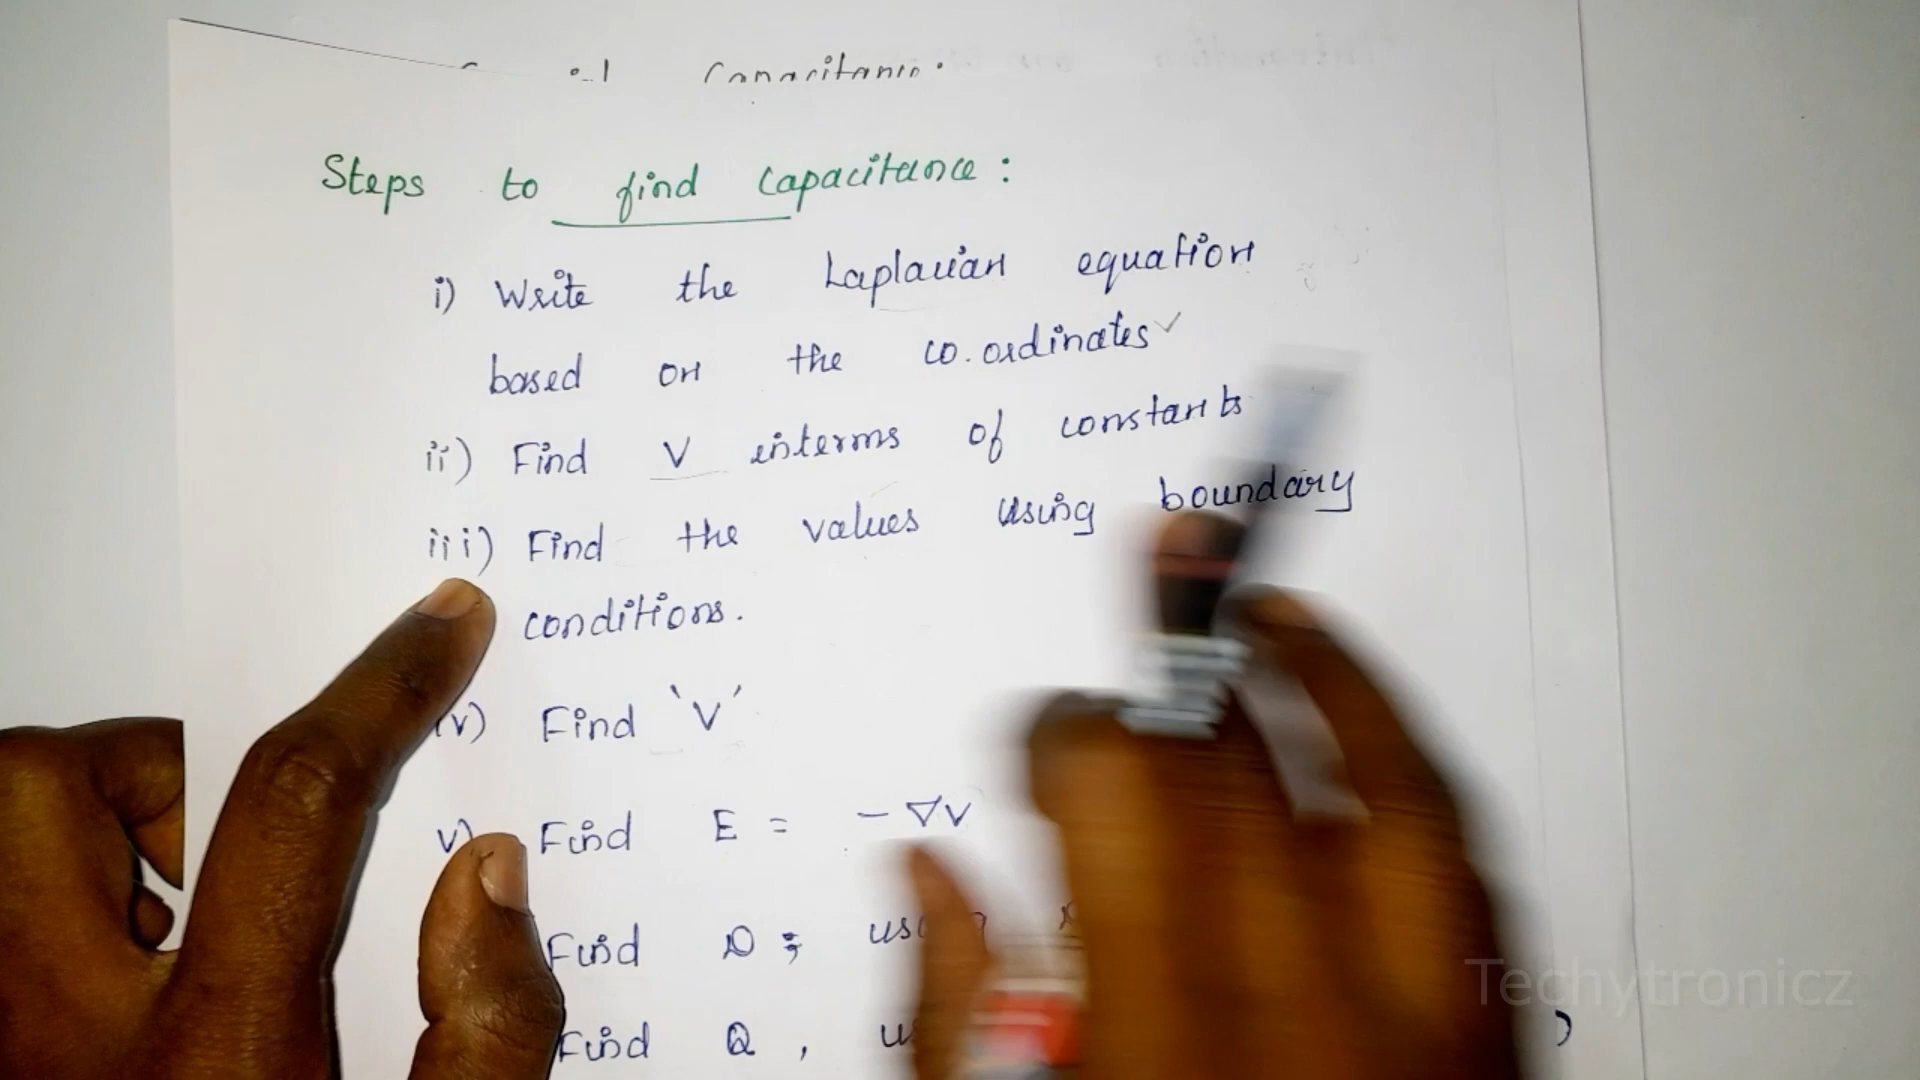 Steps to find capacitance:
i) Write the Laplacian equation
based on the co.ordinates ✓
ii) Find V interms of constants
iii) Find the values using boundary
conditions.
Find 'V'
v) Find E = - ∇V
Find D ;
Find Q ,
Techytronicz